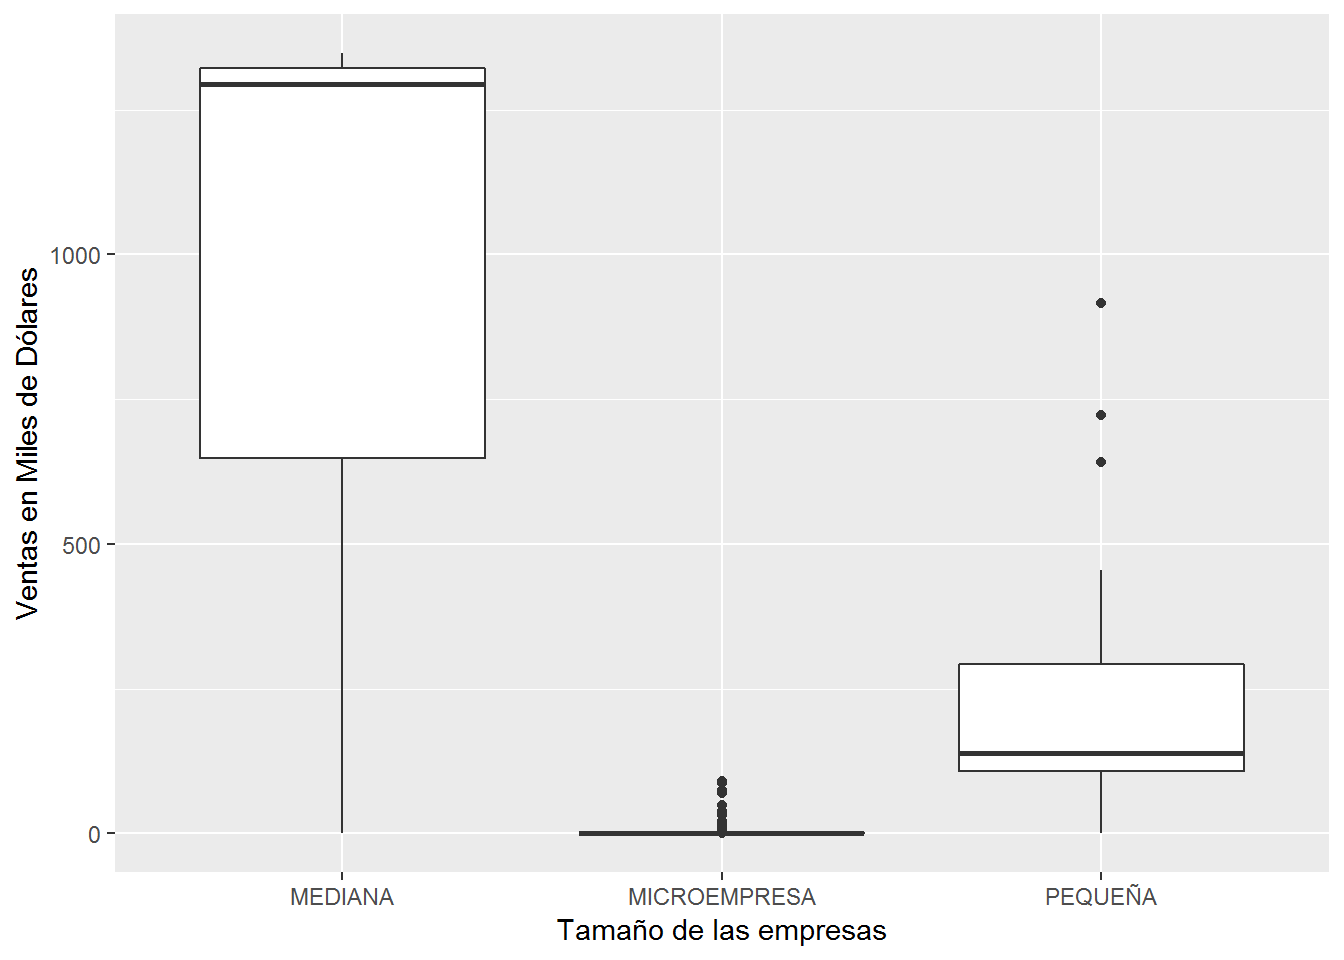 Ventas en Miles de Dólares
1000
500
0
MEDIANA
MICROEMPRESA
PEQUEÑA
Tamaño de las empresas